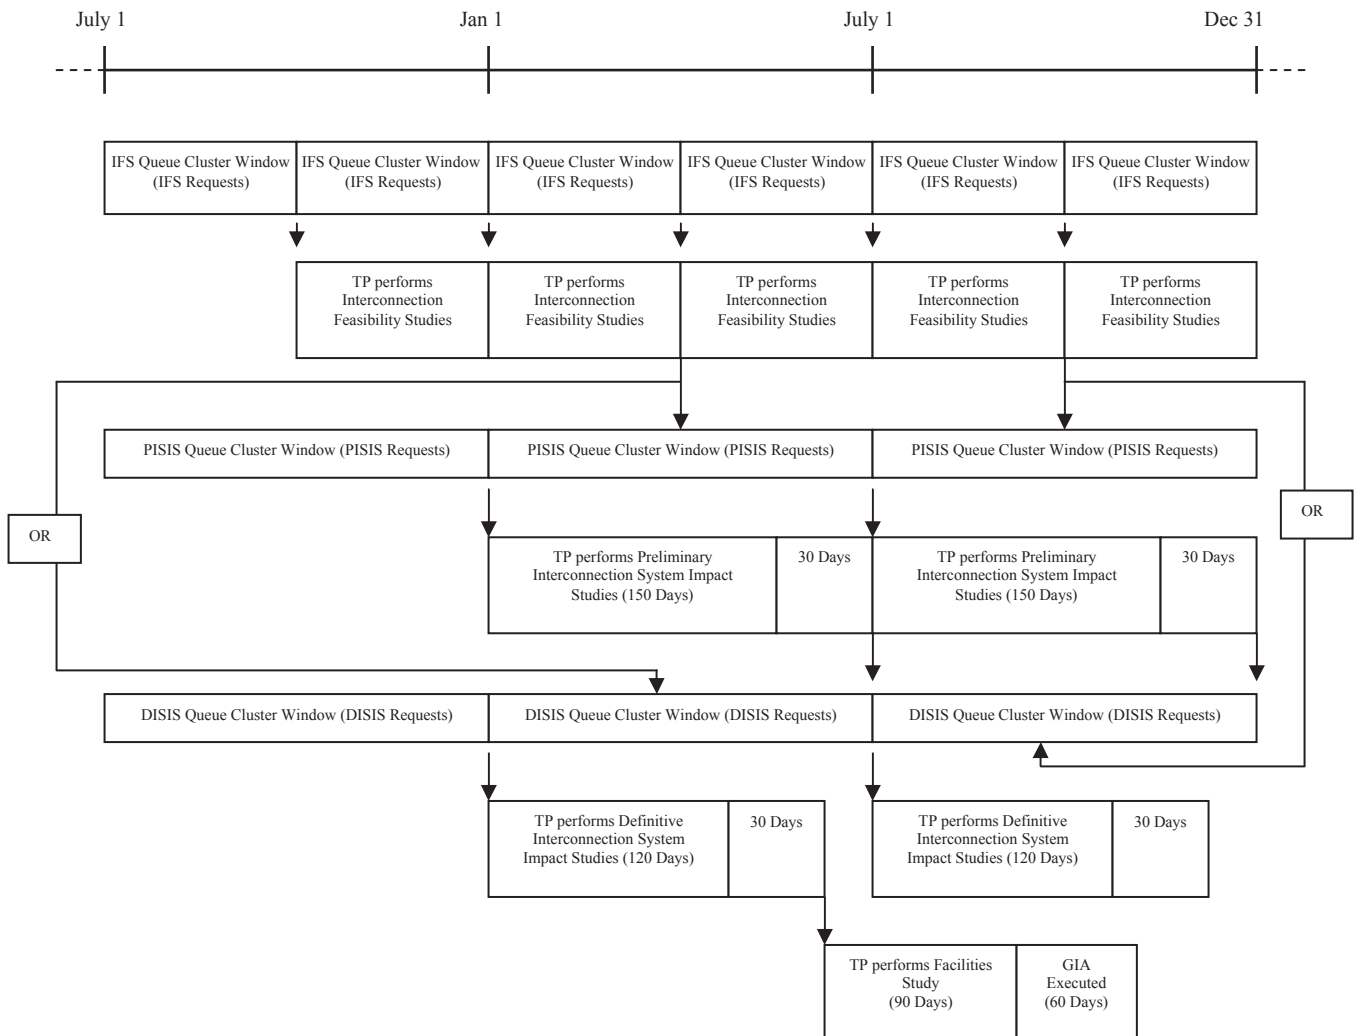 July 1
Jan 1
July 1
Dec 31
IFS Queue Cluster Window
(IFS Requests)
IFS Queue Cluster Window
(IFS Requests)
IFS Queue Cluster Window
(IFS Requests)
IFS Queue Cluster Window
(IFS Requests)
IFS Queue Cluster Window
(IFS Requests)
IFS Queue Cluster Window
(IFS Requests)
TP performs
Interconnection
Feasibility Studies
TP performs
Interconnection
Feasibility Studies
TP performs
Interconnection
Feasibility Studies
TP performs
Interconnection
Feasibility Studies
TP performs
Interconnection
Feasibility Studies
PISIS Queue Cluster Window (PISIS Requests)
PISIS Queue Cluster Window (PISIS Requests)
PISIS Queue Cluster Window (PISIS Requests)
OR
OR
TP performs Preliminary
Interconnection System Impact
Studies (150 Days)
30 Days
TP performs Preliminary
Interconnection System Impact
Studies (150 Days)
30 Days
DISIS Queue Cluster Window (DISIS Requests)
DISIS Queue Cluster Window (DISIS Requests)
DISIS Queue Cluster Window (DISIS Requests)
TP performs Definitive
Interconnection System
Impact Studies (120 Days)
30 Days
TP performs Definitive
Interconnection System
Impact Studies (120 Days)
30 Days
TP performs Facilities
Study
(90 Days)
GIA
Executed
(60 Days)